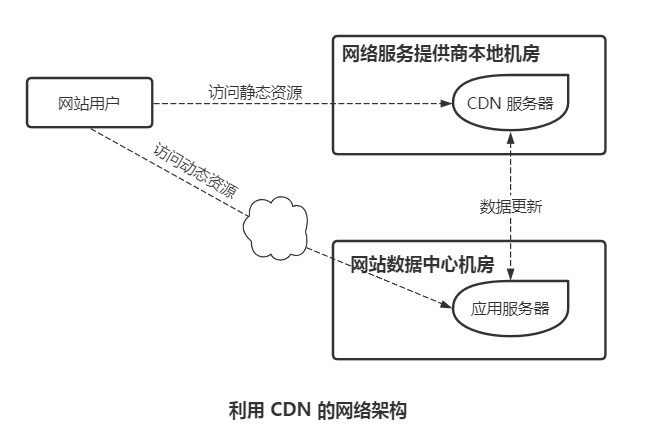 网络服务提供商本地机房
网站用户
访问静态资源
CDN 服务器
访问动态资源
数据更新
网站数据中心机房
应用服务器
利用 CDN 的网络架构